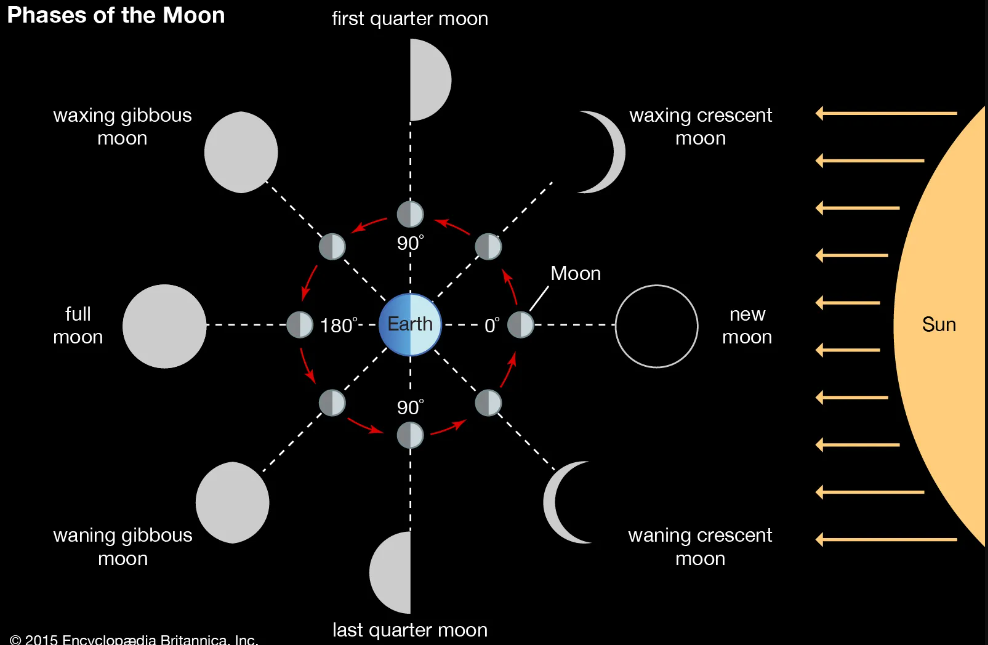 Phases of the Moon
first quarter moon
waxing gibbous
moon
waxing crescent
moon
90°
Moon
full
moon
180°
Earth
0°
new
moon
Sun
90°
waning gibbous
moon
waning crescent
moon
last quarter moon
© 2015 Encyclopædia Britannica, Inc.